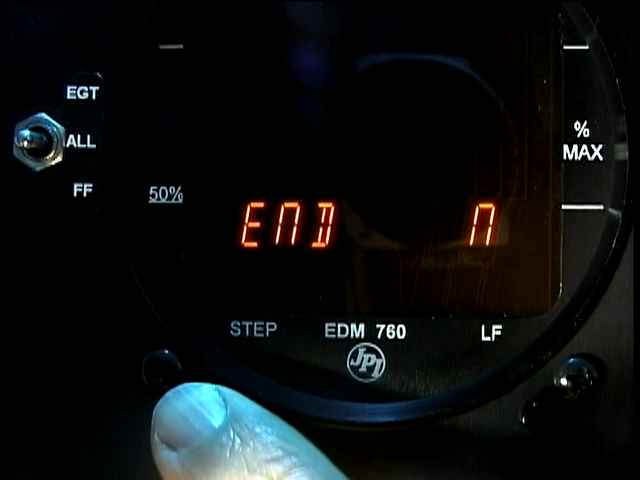 EGT
ALL
FF
50%
%
MAX
END N
STEP EDM 760 LF
JPI